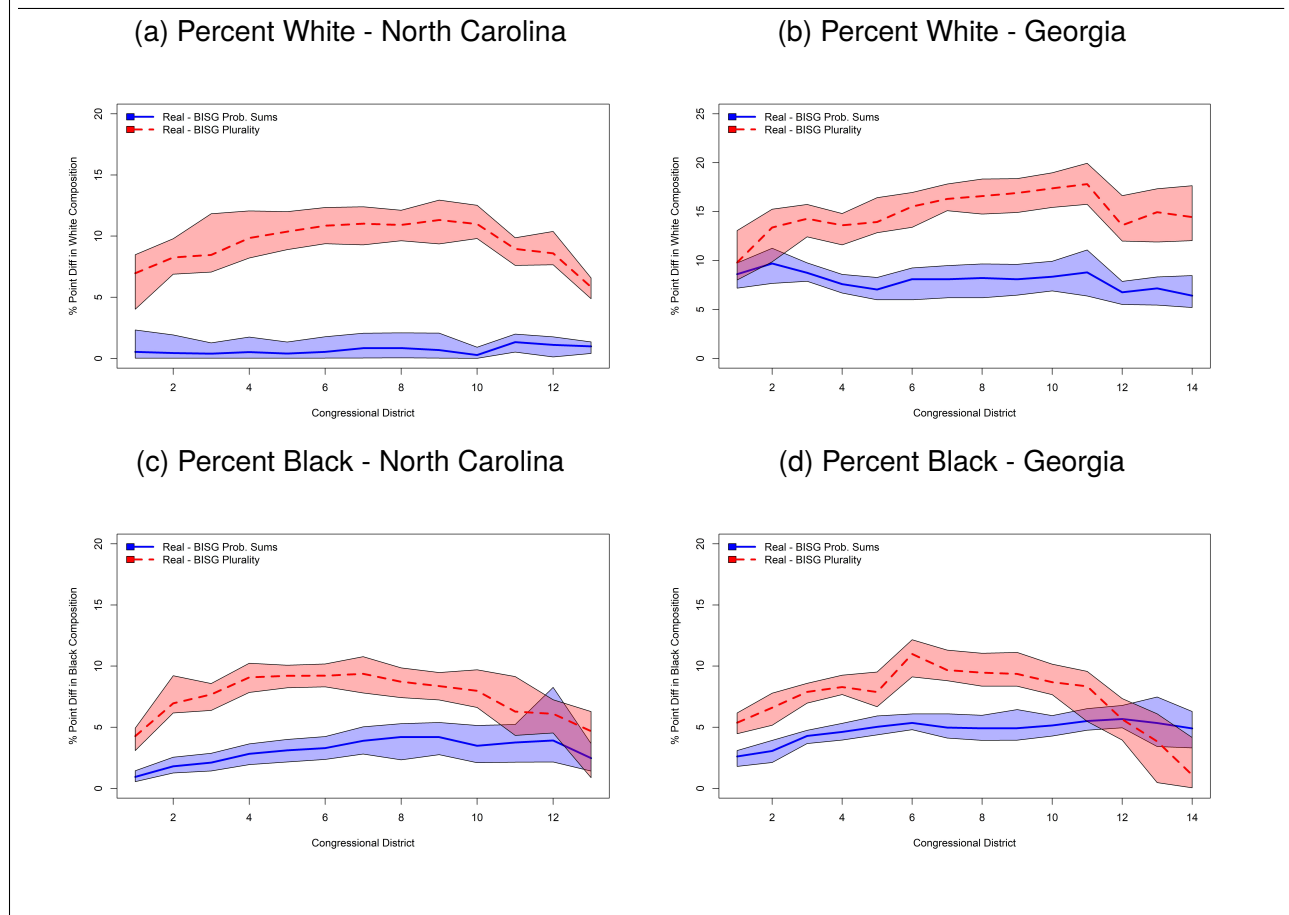 (a) Percent White - North Carolina
(b) Percent White - Georgia
% Point Diff in White Composition
20
15
10
5
0
Real - BISG Prob. Sums
Real - BISG Plurality
2 4 6 8 10 12
Congressional District
% Point Diff in White Composition
25
20
15
10
5
0
Real - BISG Prob. Sums
Real - BISG Plurality
2 4 6 8 10 12 14
Congressional District
(c) Percent Black - North Carolina
(d) Percent Black - Georgia
% Point Diff in Black Composition
20
15
10
5
0
Real - BISG Prob. Sums
Real - BISG Plurality
2 4 6 8 10 12
Congressional District
% Point Diff in Black Composition
20
15
10
5
0
Real - BISG Prob. Sums
Real - BISG Plurality
2 4 6 8 10 12 14
Congressional District